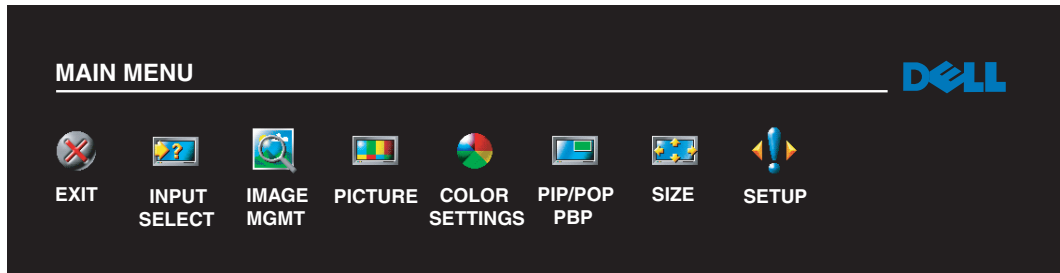 MAIN MENU
DELL
?
EXIT
INPUT
SELECT
IMAGE
MGMT
PICTURE
COLOR
SETTINGS
PIP/POP
PBP
SIZE
SETUP